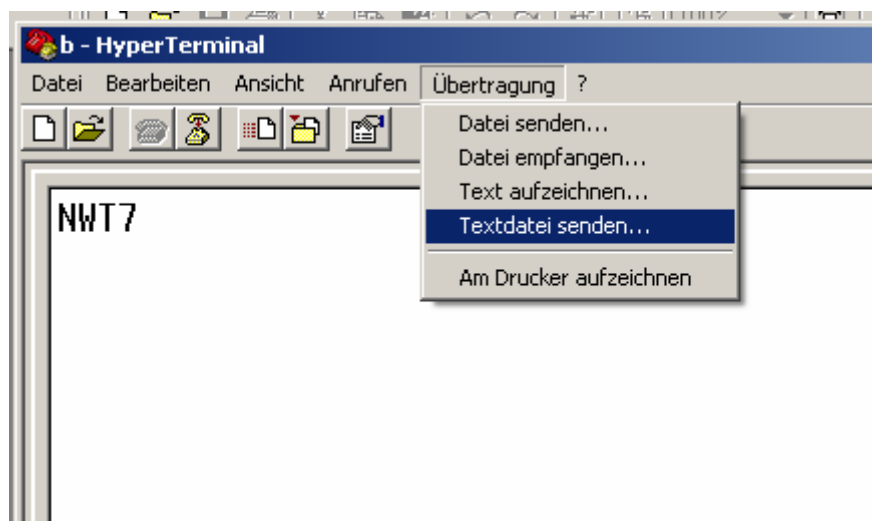 b - HyperTerminal
Datei Bearbeiten Ansicht Anrufen Übertragung ?
Datei senden...
Datei empfangen...
Text aufzeichnen...
Textdatei senden...
Am Drucker aufzeichnen
NWT7